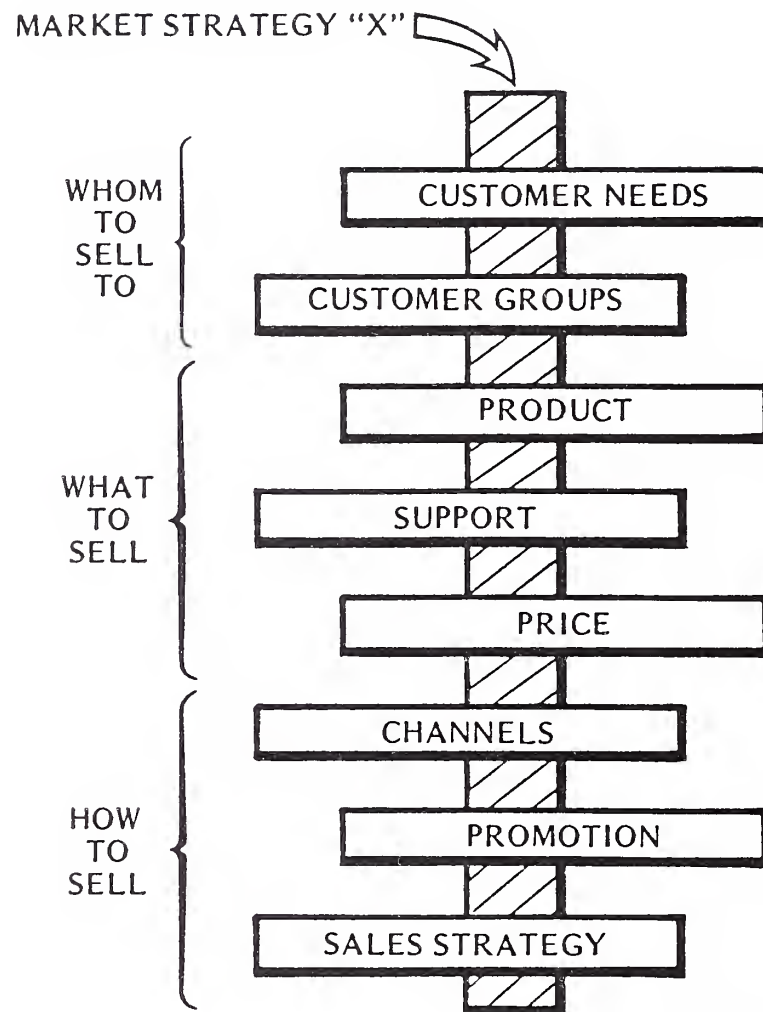 MARKET STRATEGY “X”
WHOM
TO
SELL
TO
CUSTOMER NEEDS
CUSTOMER GROUPS
WHAT
TO
SELL
PRODUCT
SUPPORT
PRICE
HOW
TO
SELL
CHANNELS
PROMOTION
SALES STRATEGY